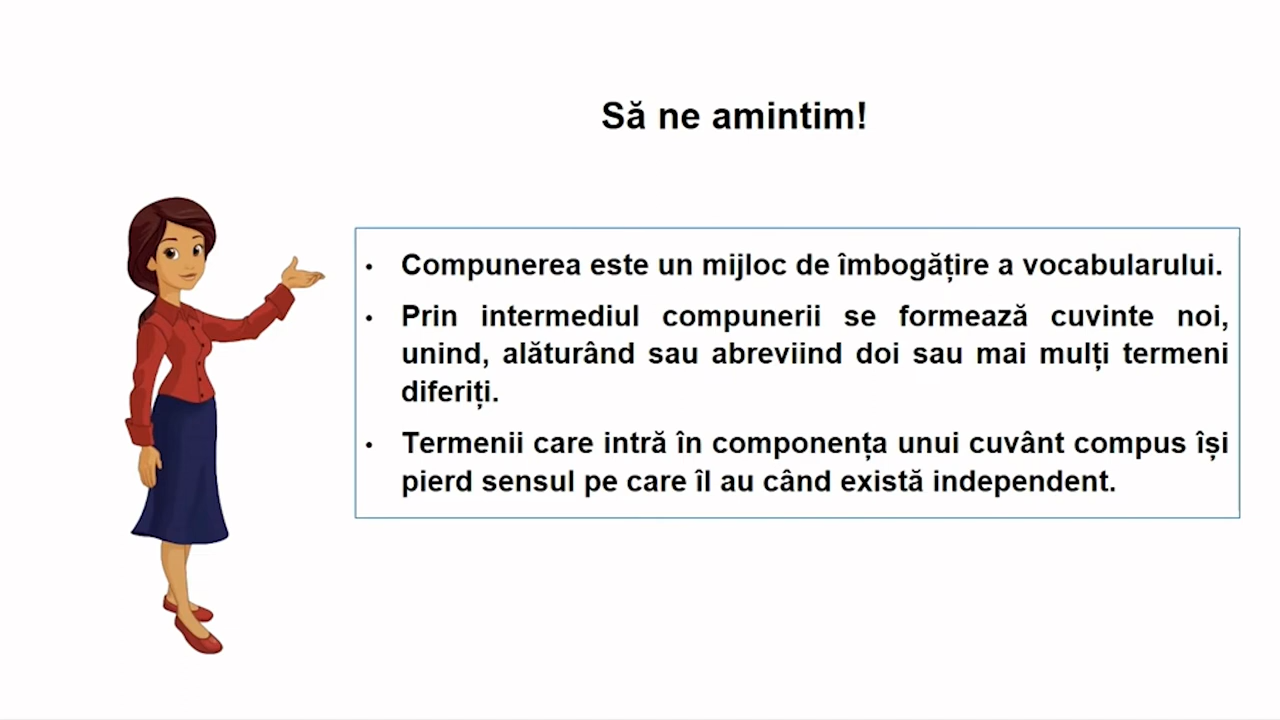 Să ne amintim!
• Compunerea este un mijloc de îmbogățire a vocabularului.
• Prin intermediul compunerii se formează cuvinte noi,
unind, alăturând sau abreviind doi sau mai mulți termeni
diferiți.
• Termenii care intră în componența unui cuvânt compus își
pierd sensul pe care îl au când există independent.